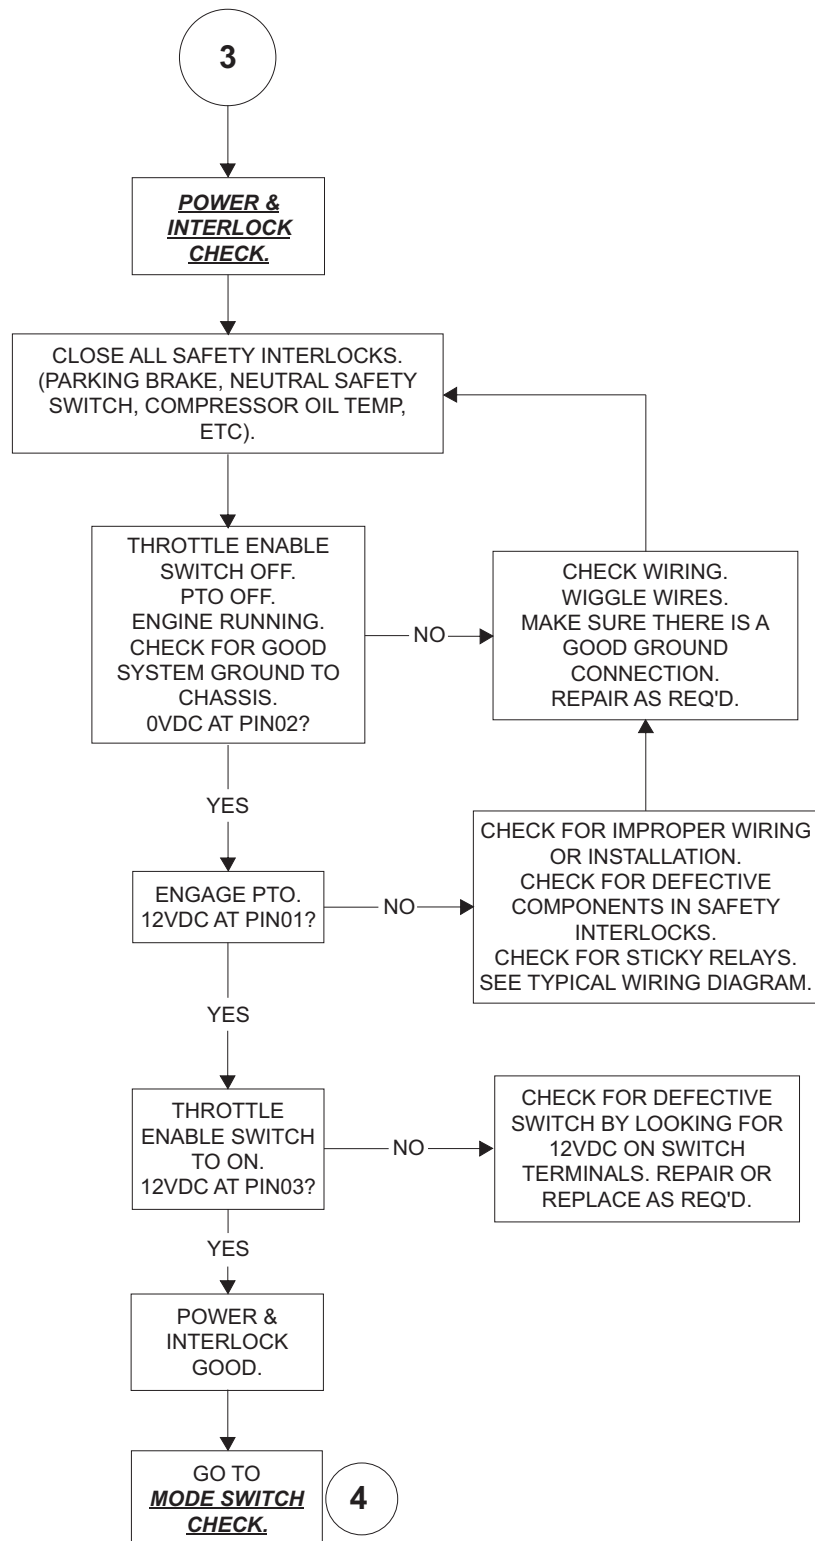 3
POWER &
INTERLOCK
CHECK.
CLOSE ALL SAFETY INTERLOCKS.
(PARKING BRAKE, NEUTRAL SAFETY
SWITCH, COMPRESSOR OIL TEMP,
ETC).
THROTTLE ENABLE
SWITCH OFF.
PTO OFF.
ENGINE RUNNING.
CHECK FOR GOOD
SYSTEM GROUND TO
CHASSIS.
0VDC AT PIN02?
NO
CHECK WIRING.
WIGGLE WIRES.
MAKE SURE THERE IS A
GOOD GROUND
CONNECTION.
REPAIR AS REQ'D.
YES
ENGAGE PTO.
12VDC AT PIN01?
NO
CHECK FOR IMPROPER WIRING
OR INSTALLATION.
CHECK FOR DEFECTIVE
COMPONENTS IN SAFETY
INTERLOCKS.
CHECK FOR STICKY RELAYS.
SEE TYPICAL WIRING DIAGRAM.
YES
THROTTLE
ENABLE SWITCH
TO ON.
12VDC AT PIN03?
NO
CHECK FOR DEFECTIVE
SWITCH BY LOOKING FOR
12VDC ON SWITCH
TERMINALS. REPAIR OR
REPLACE AS REQ'D.
YES
POWER &
INTERLOCK
GOOD.
GO TO
MODE SWITCH
CHECK.
4